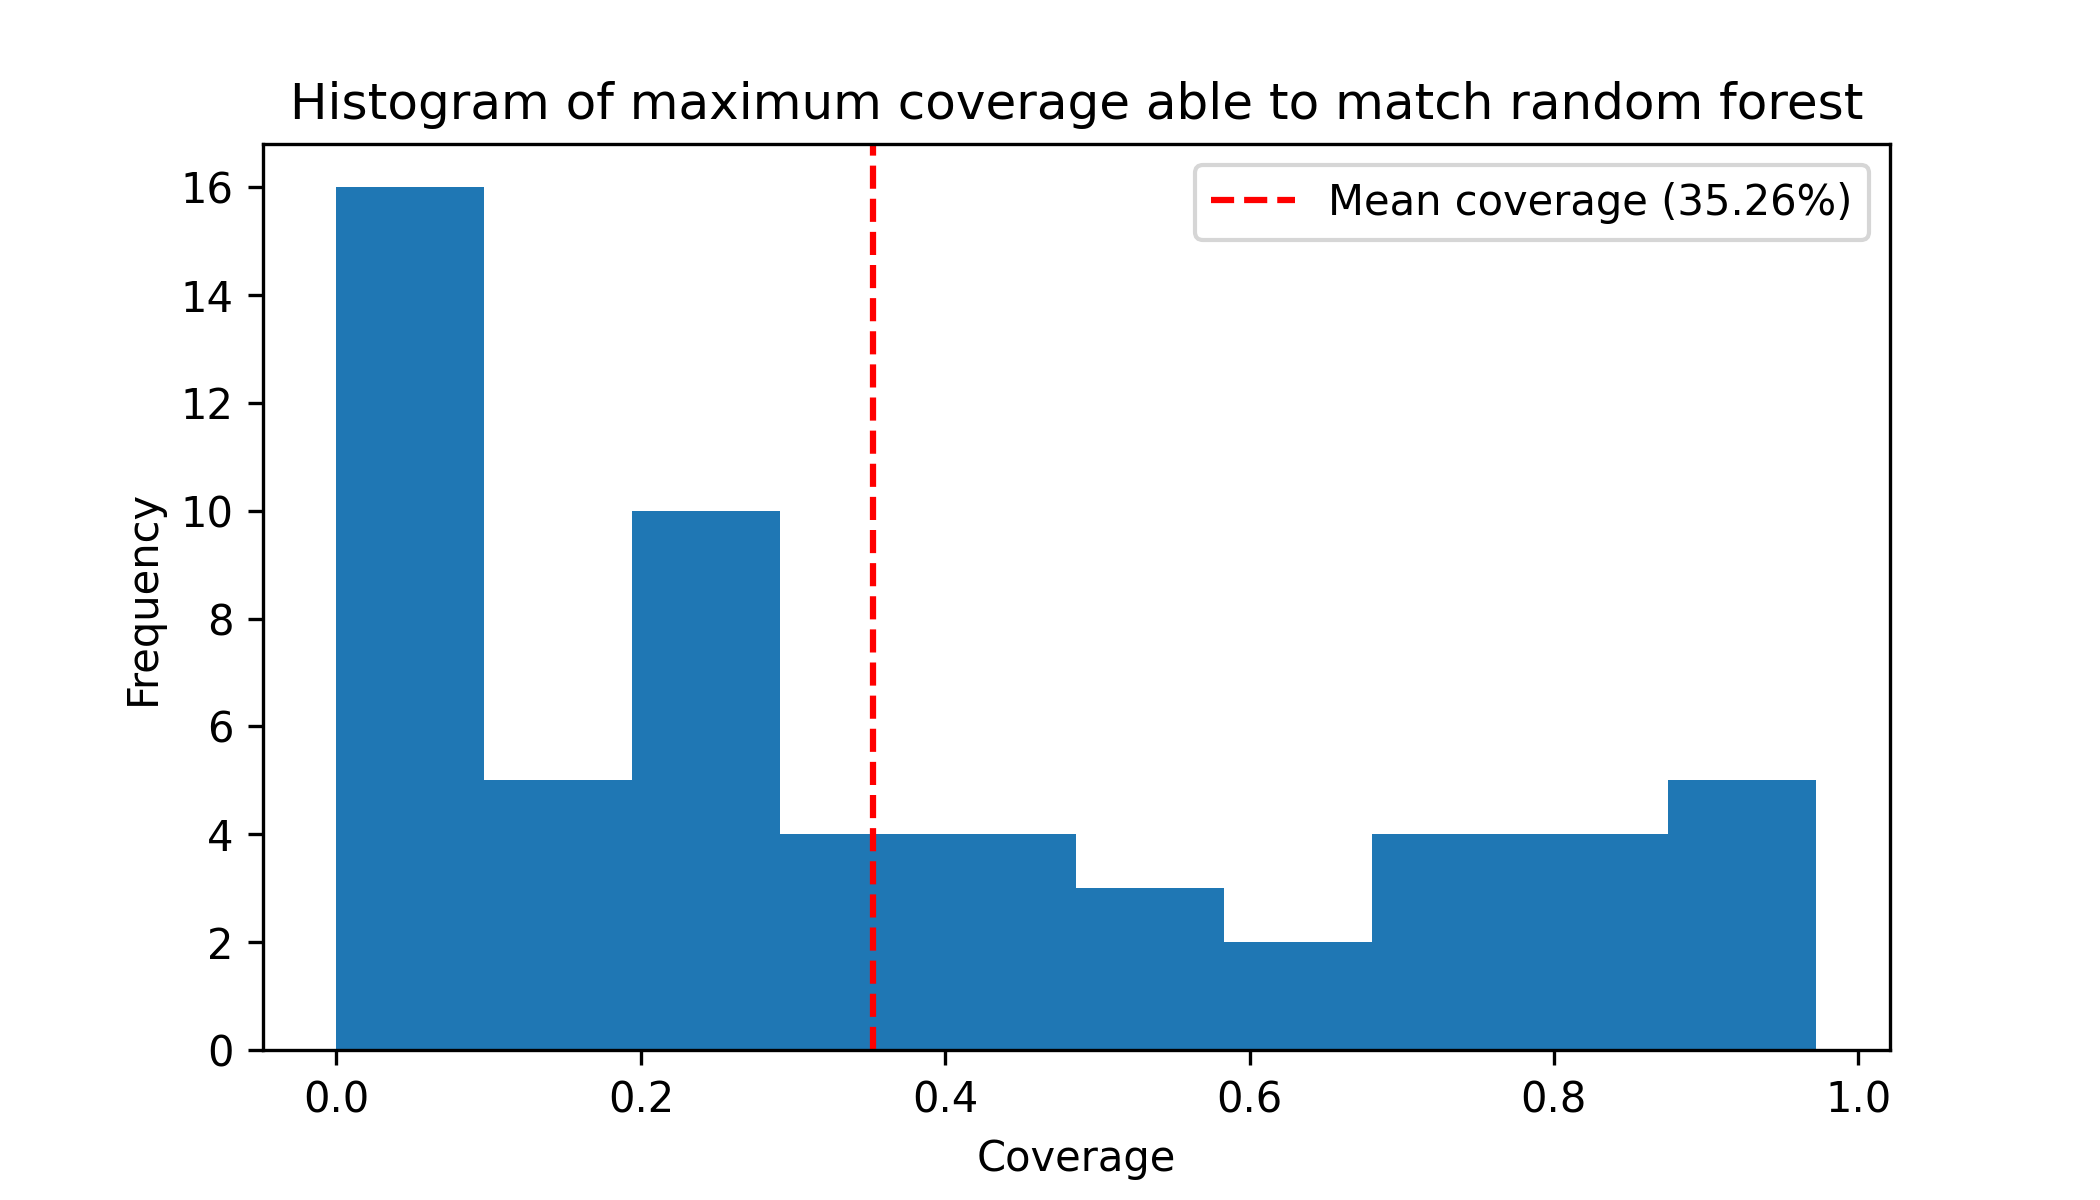 Histogram of maximum coverage able to match random forest
Mean coverage (35.26%)
16
14
12
10
8
6
4
2
0
Frequency
0.0 0.2 0.4 0.6 0.8 1.0
Coverage